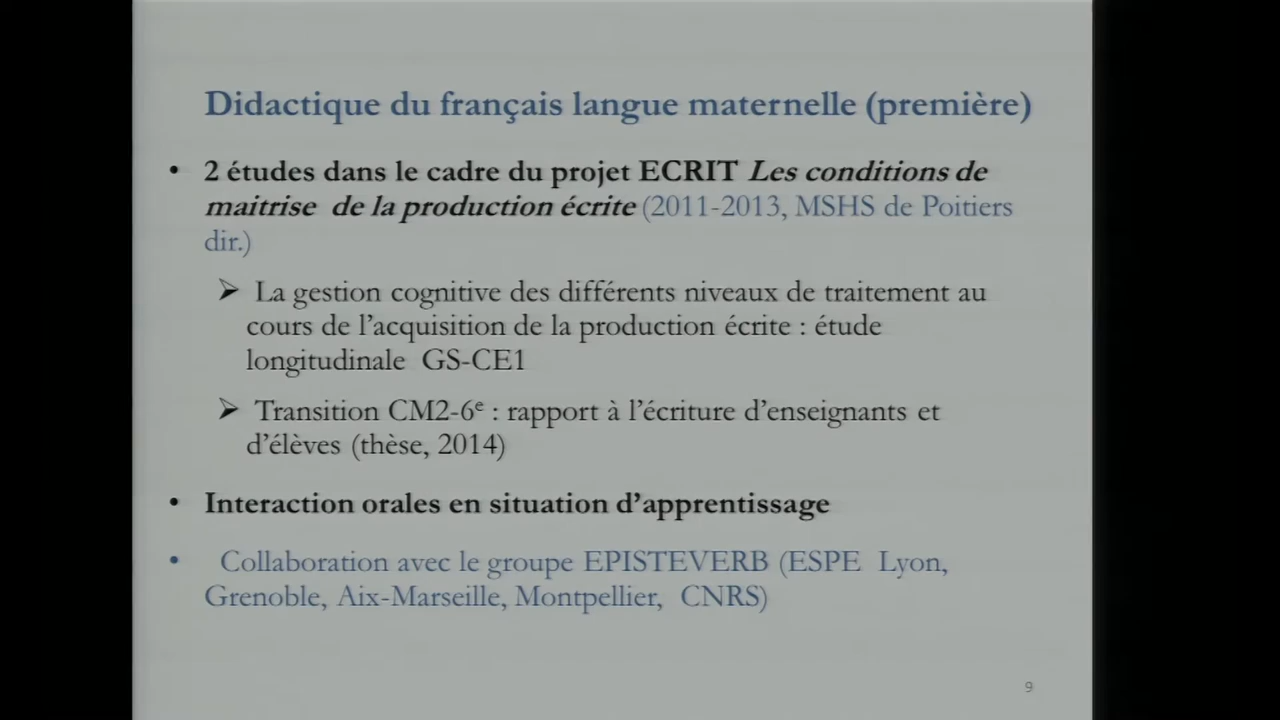 Didactique du français langue maternelle (première)
• 2 études dans le cadre du projet ECRIT Les conditions de
maitrise de la production écrite (2011-2013, MSHS de Poitiers
dir.)
➢ La gestion cognitive des différents niveaux de traitement au
cours de l’acquisition de la production écrite : étude
longitudinale GS-CE1
➢ Transition CM2-6e : rapport à l’écriture d’enseignants et
d’élèves (thèse, 2014)
• Interaction orales en situation d’apprentissage
• Collaboration avec le groupe EPISTEVERB (ESPE Lyon,
Grenoble, Aix-Marseille, Montpellier, CNRS)
9